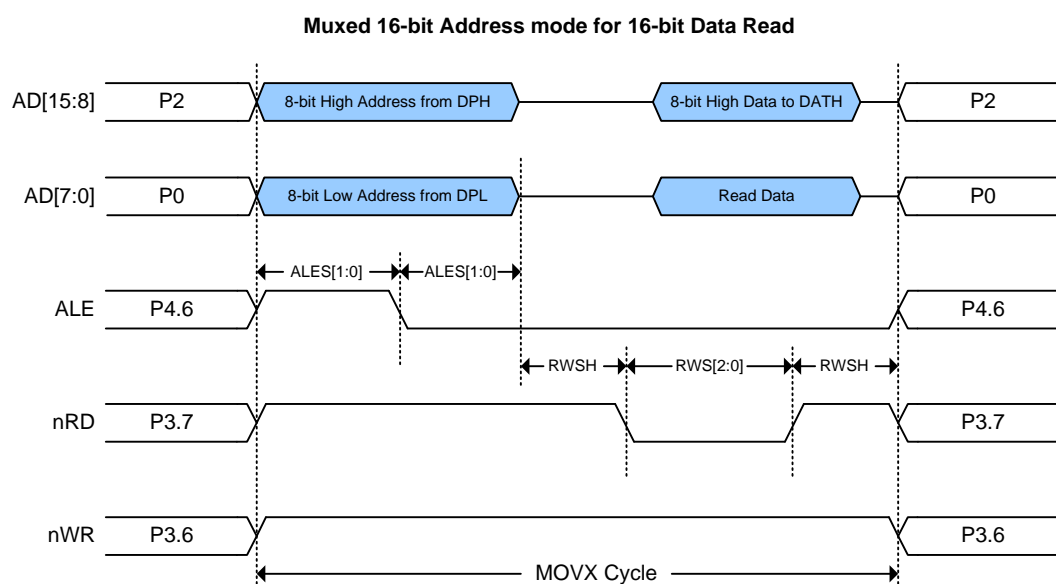 Muxed 16-bit Address mode for 16-bit Data Read
AD[15:8] P2 8-bit High Address from DPH 8-bit High Data to DATH P2
AD[7:0] P0 8-bit Low Address from DPL Read Data P0
ALES[1:0] ALES[1:0]
ALE P4.6 P4.6
RWSH RWS[2:0] RWSH
nRD P3.7 P3.7
nWR P3.6 P3.6
MOVX Cycle